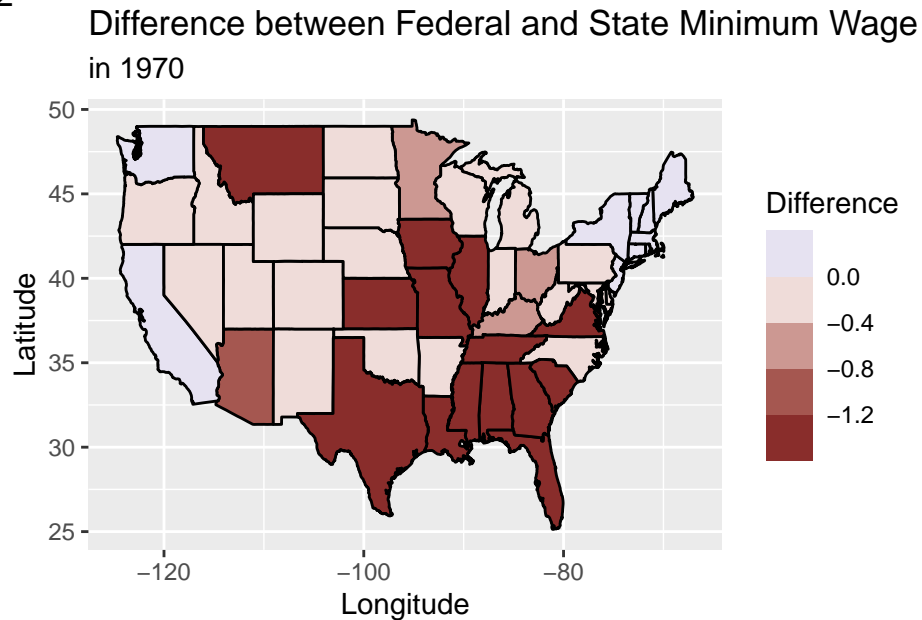 Difference between Federal and State Minimum Wage
in 1970
50
45
40
35
30
25
Latitude
−120
−100
−80
Longitude
Difference
0.0
−0.4
−0.8
−1.2